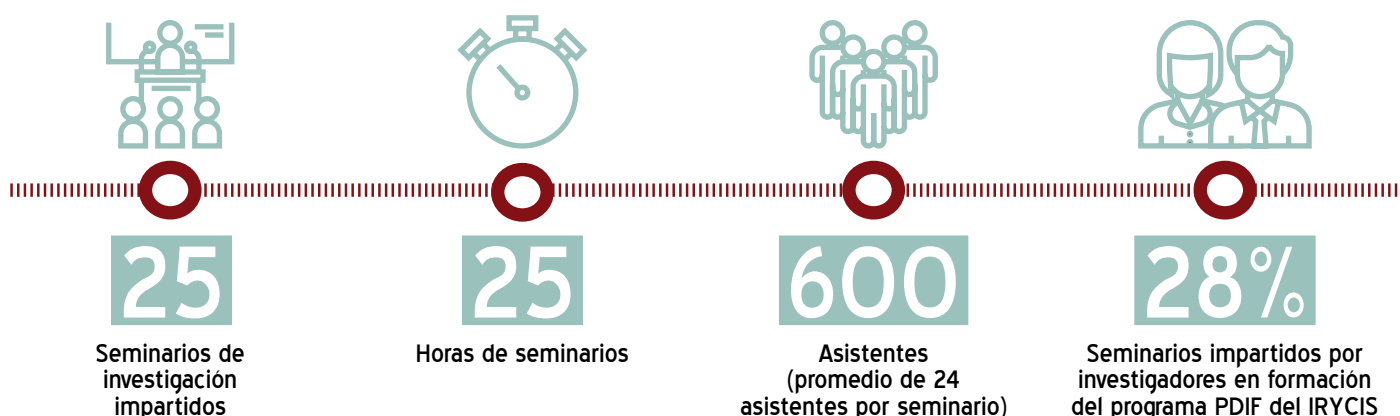 25
Seminarios de
investigación
impartidos
25
Horas de seminarios
600
Asistentes
(promedio de 24
asistentes por seminario)
28%
Seminarios impartidos por
investigadores en formación
del programa PDIF del IRYCIS